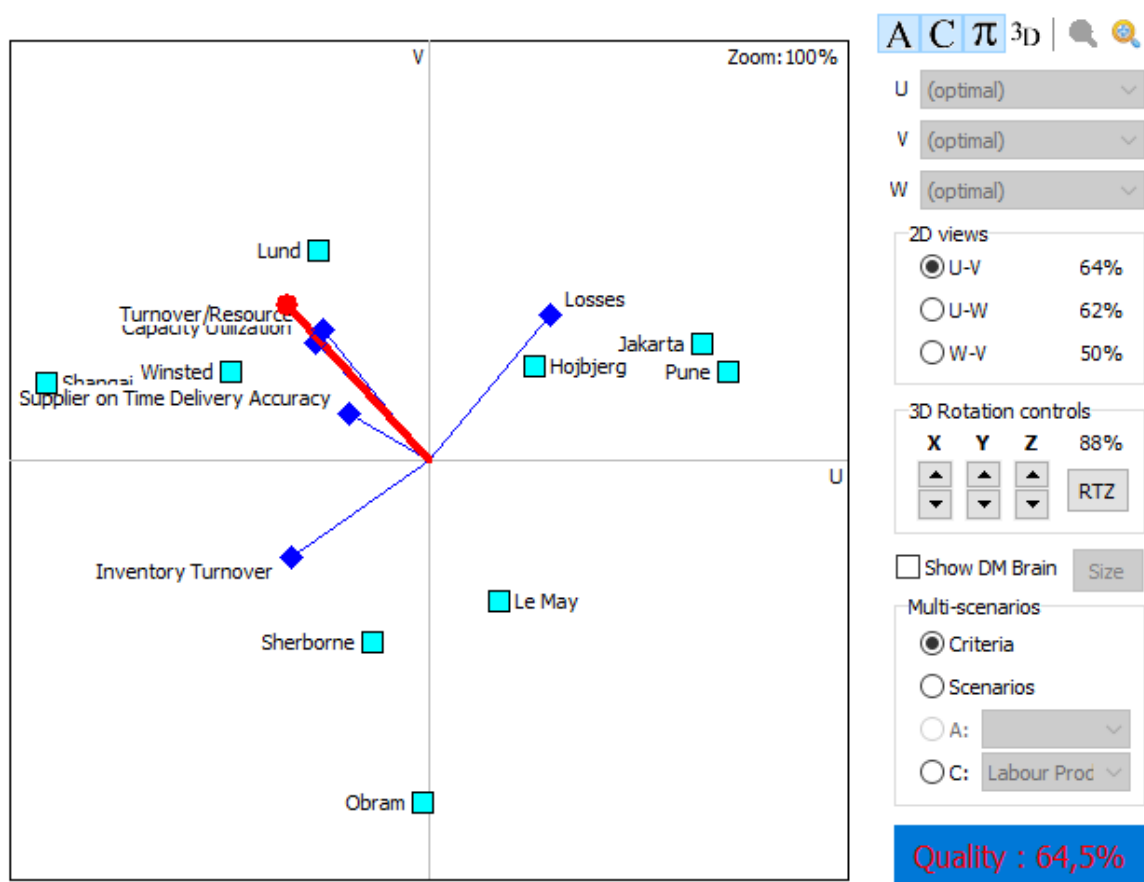 A C π 3D
V
Zoom: 100%
U (optimal)
V (optimal)
W (optimal)
2D views
U-V 64%
U-W 62%
W-V 50%
3D Rotation controls
X Y Z 88%
RTZ
Show DM Brain Size
Multi-scenarios
Criteria
Scenarios
A:
C: Labour Prod
Quality : 64,5%
Lund
Losses
Turnover/Resource
Capacity Utilization
Jakarta
Hojbjerg
Pune
Winsted
Shangai
Supplier on Time Delivery Accuracy
U
Inventory Turnover
Le May
Sherborne
Obram